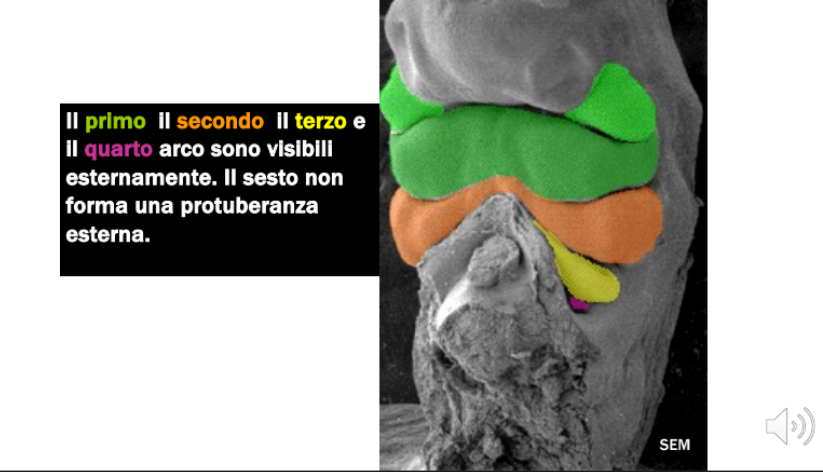 Il primo il secondo il terzo e
il quarto arco sono visibili
esternamente. Il sesto non
forma una protuberanza
esterna.
SEM